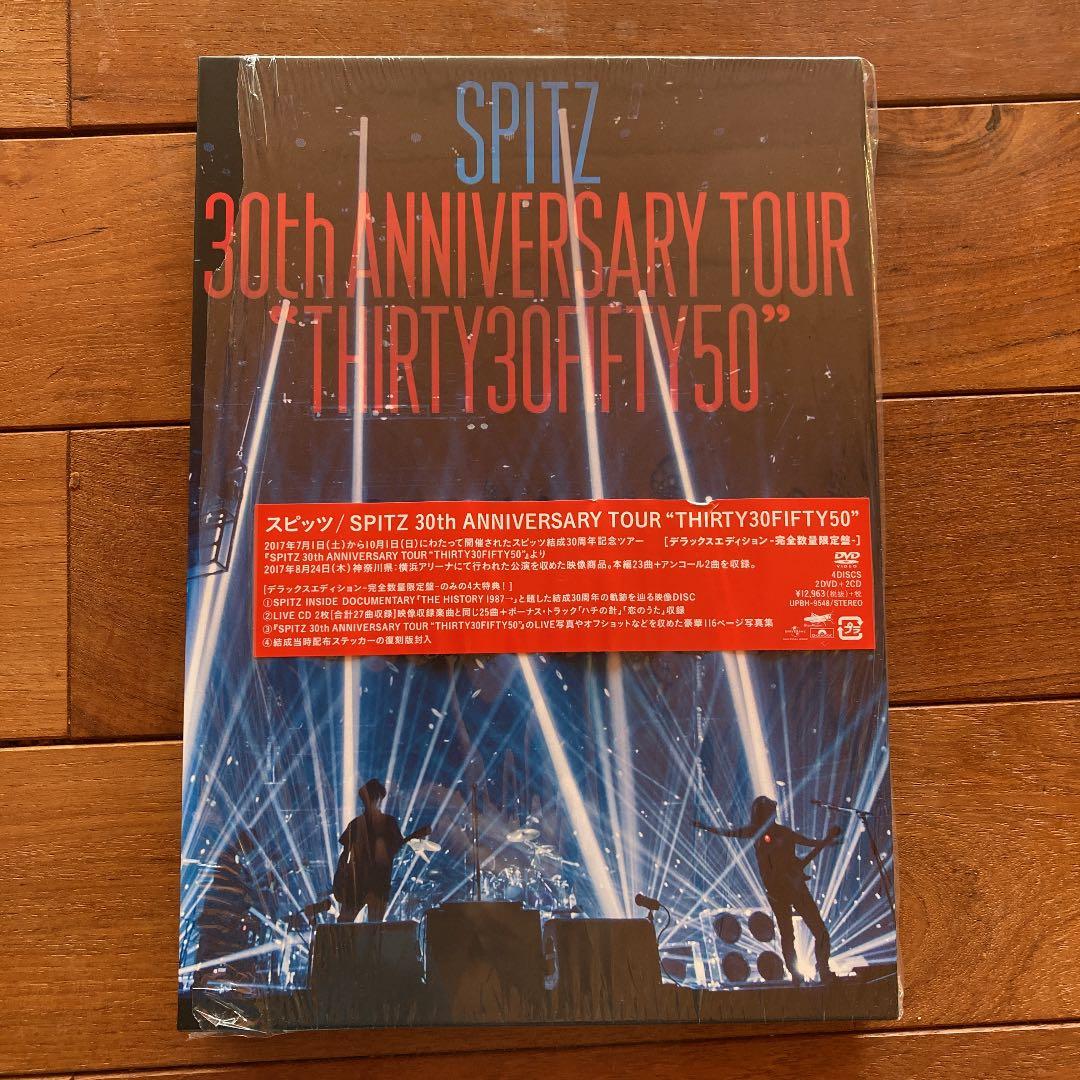 SPITZ
30th ANNIVERSARY TOUR
“THIRTY30FIFTY50”
スピッツ/SPITZ 30th ANNIVERSARY TOUR “THIRTY30FIFTY50”
2017年7月1日(土)から10月1日(日)にわたって開催されたスピッツ結成30周年記念ツアー [デラックスエディション-完全数量限定盤-]
『SPITZ 30th ANNIVERSARY TOUR “THIRTY30FIFTY50”』より
2017年8月24日(木)神奈川県:横浜アリーナにて行われた公演を収めた映像商品。本編23曲+アンコール2曲を収録。
DVD
VIDEO
4DISCS
2DVD+2CD
¥12,963(税抜)+税
UPBH-9548/STEREO
[デラックスエディション-完全数量限定盤-のみの4大特典!]
①SPITZ INSIDE DOCUMENTARY「THE HISTORY 1987→」と題した結成30周年の軌跡を辿る映像DISC
②LIVE CD 2枚[合計27曲収録]映像収録楽曲と同じ25曲+ボーナス・トラック「ハチの針」「恋のうた」収録
③『SPITZ 30th ANNIVERSARY TOUR “THIRTY30FIFTY50”』のLIVE写真やオフショットなどを収めた豪華116ページ写真集
④結成当時配布ステッカーの復刻版封入